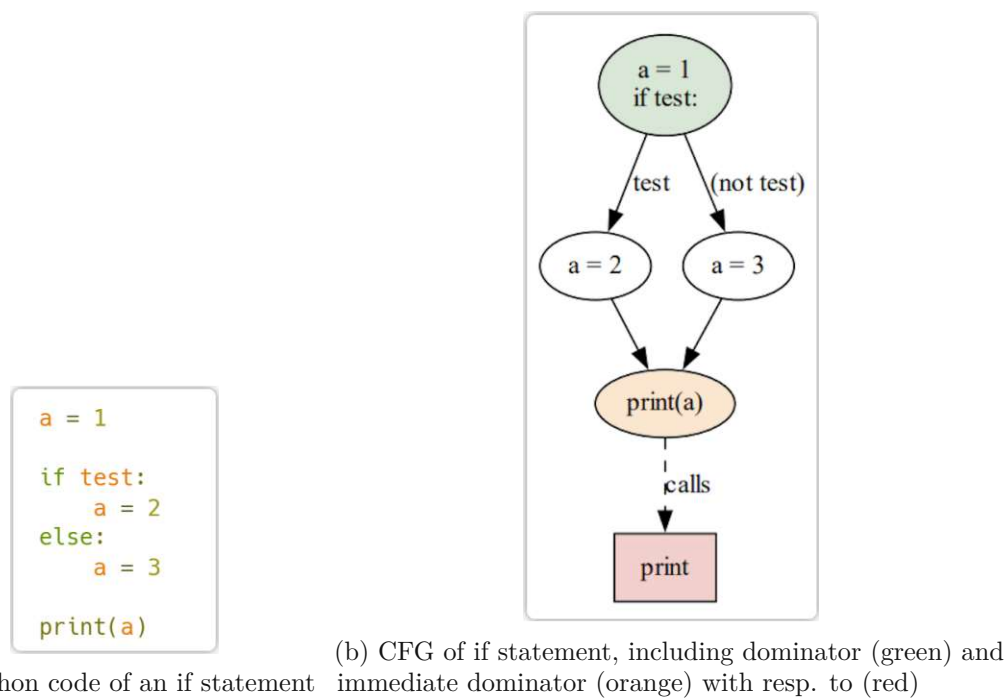 a = 1
if test:
    a = 2
else:
    a = 3
print(a)
hon code of an if statement
a = 1
if test:
test
(not test)
a = 2
a = 3
print(a)
calls
print
(b) CFG of if statement, including dominator (green) and
immediate dominator (orange) with resp. to (red)